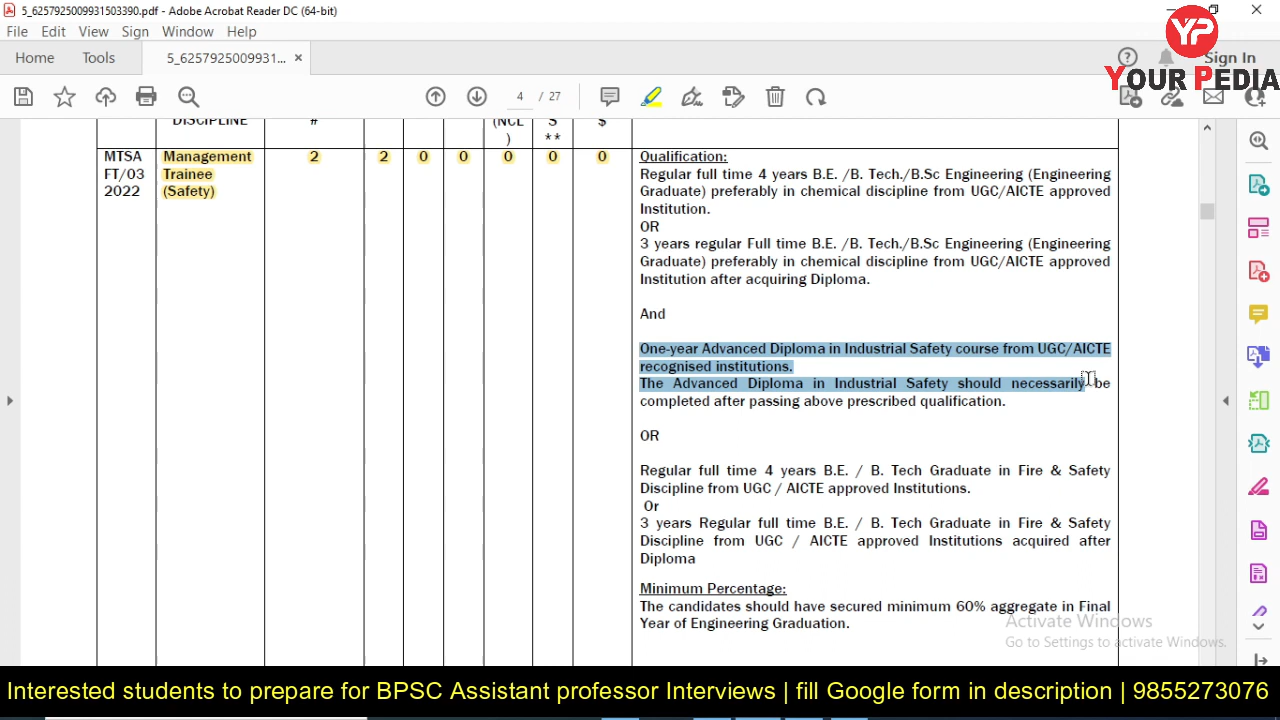 5_6257925009931503390.pdf - Adobe Acrobat Reader DC (64-bit)
File Edit View Sign Window Help
Home Tools 5_6257925009931... × Sign In
YP
YOUR PEDIA
4 / 27
DISCIPLINE # (NCL S $
) **
MTSA Management 2 2 0 0 0 0 0 Qualification:
FT/03 Trainee Regular full time 4 years B.E. /B. Tech./B.Sc Engineering (Engineering
2022 (Safety) Graduate) preferably in chemical discipline from UGC/AICTE approved
Institution.
OR
3 years regular Full time B.E. /B. Tech./B.Sc Engineering (Engineering
Graduate) preferably in chemical discipline from UGC/AICTE approved
Institution after acquiring Diploma.
And
One-year Advanced Diploma in Industrial Safety course from UGC/AICTE
recognised institutions.
The Advanced Diploma in Industrial Safety should necessarily be
completed after passing above prescribed qualification.
OR
Regular full time 4 years B.E. / B. Tech Graduate in Fire & Safety
Discipline from UGC / AICTE approved Institutions.
Or
3 years Regular full time B.E. / B. Tech Graduate in Fire & Safety
Discipline from UGC / AICTE approved Institutions acquired after
Diploma
Minimum Percentage:
The candidates should have secured minimum 60% aggregate in Final
Year of Engineering Graduation.
Activate Windows
Go to Settings to activate Windows.
Interested students to prepare for BPSC Assistant professor Interviews | fill Google form in description | 9855273076